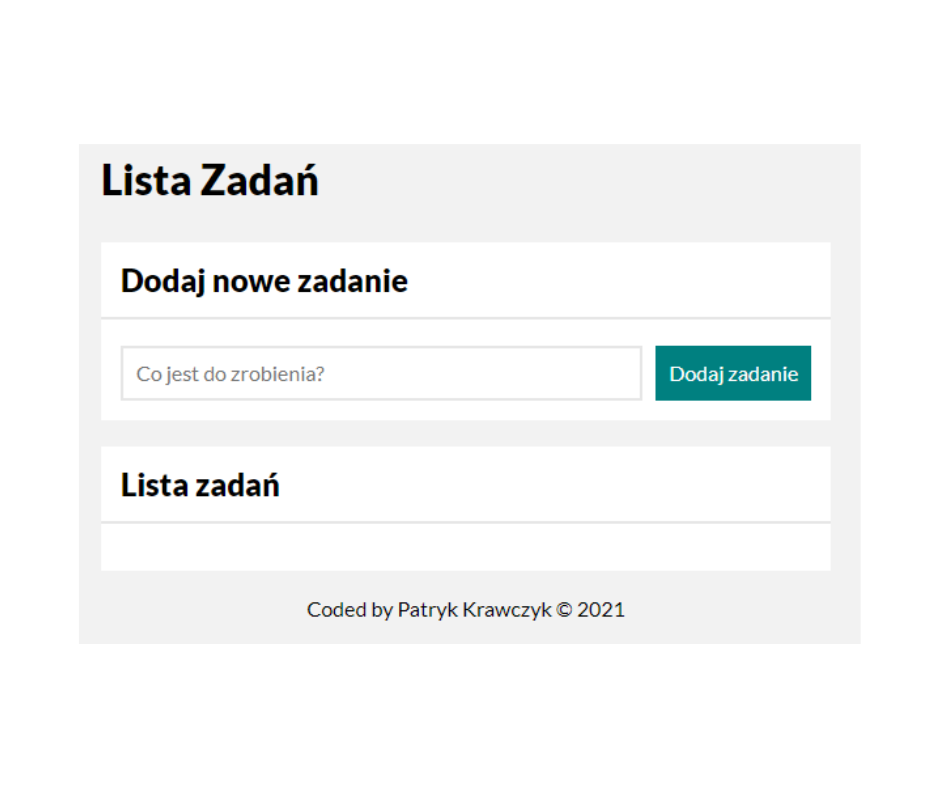 Lista Zadań
Dodaj nowe zadanie
Co jest do zrobienia?
Dodaj zadanie
Lista zadań
Coded by Patryk Krawczyk © 2021